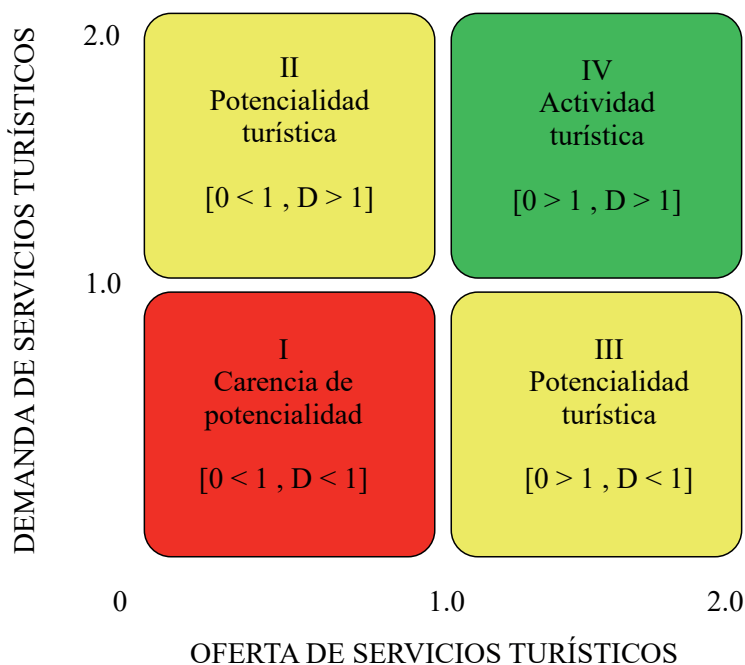 DEMANDA DE SERVICIOS TURÍSTICOS
2.0
II
Potencialidad
turística
[0 < 1 , D > 1]
IV
Actividad
turística
[0 > 1 , D > 1]
1.0
I
Carencia de
potencialidad
[0 < 1 , D < 1]
III
Potencialidad
turística
[0 > 1 , D < 1]
0
1.0
2.0
OFERTA DE SERVICIOS TURÍSTICOS